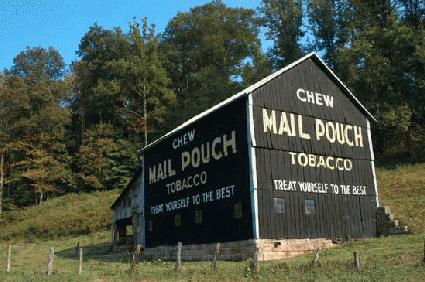 CHEW
MAIL POUCH
TOBACCO
TREAT YOURSELF TO THE BEST
CHEW
MAIL POUCH
TOBACCO
TREAT YOURSELF TO THE BEST